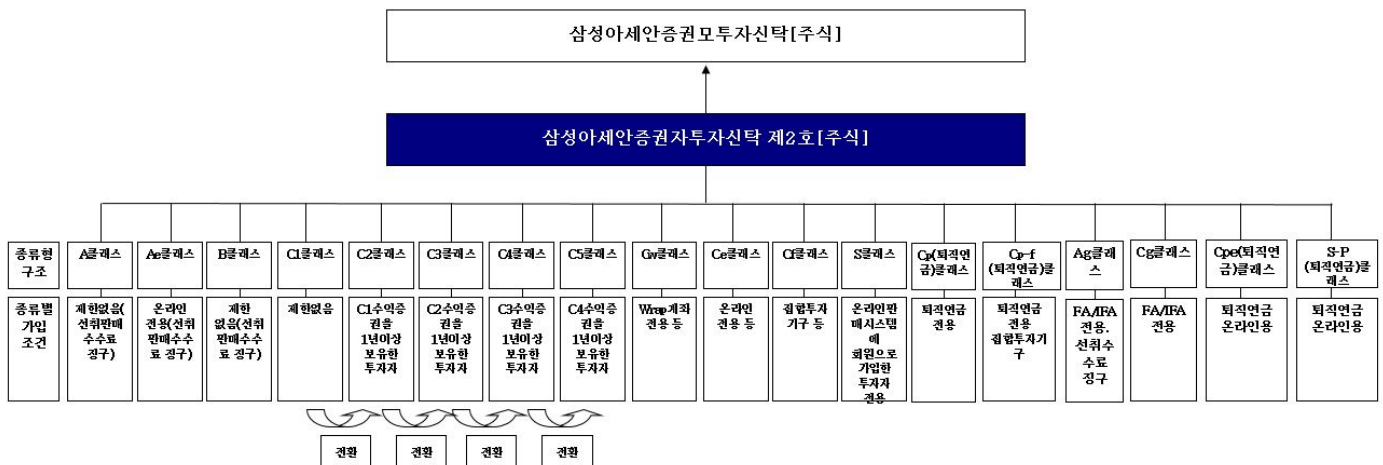 삼성아세안증권모투자신탁[주식]
삼성아세안증권자투자신탁 제2호[주식]
종류형
구조
A클래스
Ae클래스
B클래스
C1클래스
C2클래스
C3클래스
C4클래스
C5클래스
Cw클래스
Ce클래스
Cf클래스
S클래스
Cp(퇴직연
금)클래스
Cp-f
(퇴직연금)클
래스
Ag클래
스
Cg클래스
Cpe(퇴직연
금)클래스
S-P
(퇴직연금)클
래스
종류별
가입
조건
제한없음(
선취판매
수수료
징구)
온라인
전용(선취
판매수수
료 징구)
제한
없음(선취
판매수수
료 징구)
제한없음
C1수익증
권을
1년이상
보유한
투자자
C2수익증
권을
1년이상
보유한
투자자
C3수익증
권을
1년이상
보유한
투자자
C4수익증
권을
1년이상
보유한
투자자
Wrap계좌
전용 등
온라인
전용 등
집합투자
기구 등
온라인판
매시스템
에
회원으로
가입한
투자자
전용
퇴직연금
전용
퇴직연금
전용
집합투자기
구
FA/IFA
전용.
선취수
수료
징구
FA/IFA
전용
퇴직연금
온라인용
퇴직연금
온라인용
전환
전환
전환
전환